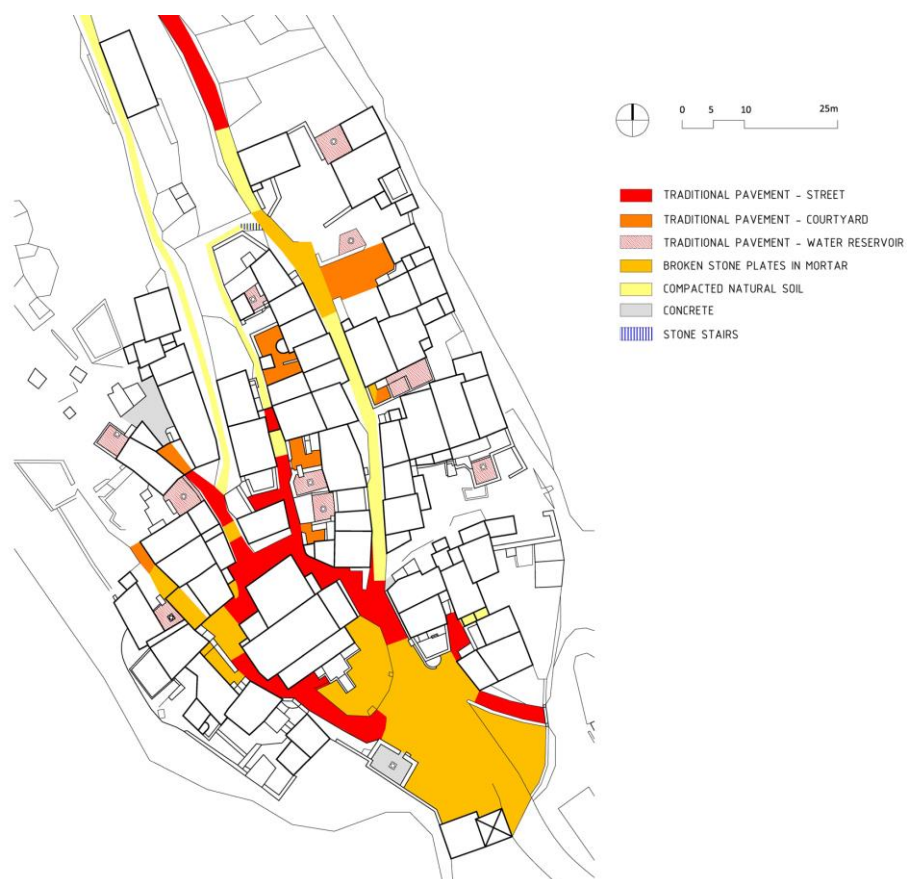 0 5 10 25m
TRADITIONAL PAVEMENT - STREET
TRADITIONAL PAVEMENT - COURTYARD
TRADITIONAL PAVEMENT - WATER RESERVOIR
BROKEN STONE PLATES IN MORTAR
COMPACTED NATURAL SOIL
CONCRETE
STONE STAIRS